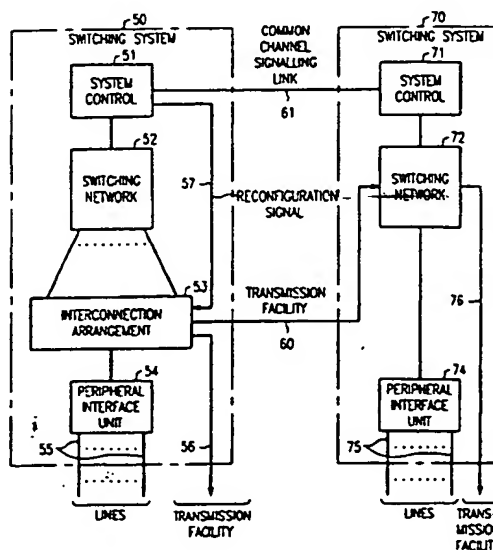 50
SWITCHING SYSTEM
51
SYSTEM CONTROL
52
SWITCHING NETWORK
57
53
INTERCONNECTION ARRANGEMENT
54
PERIPHERAL INTERFACE UNIT
55
56
LINES
TRANSMISSION FACILITY
COMMON CHANNEL SIGNALLING LINK
61
RECONFIGURATION SIGNAL
TRANSMISSION FACILITY
60
70
SWITCHING SYSTEM
71
SYSTEM CONTROL
72
SWITCHING NETWORK
76
74
PERIPHERAL INTERFACE UNIT
75
LINES
TRANS-
MISSIO
FACILIT